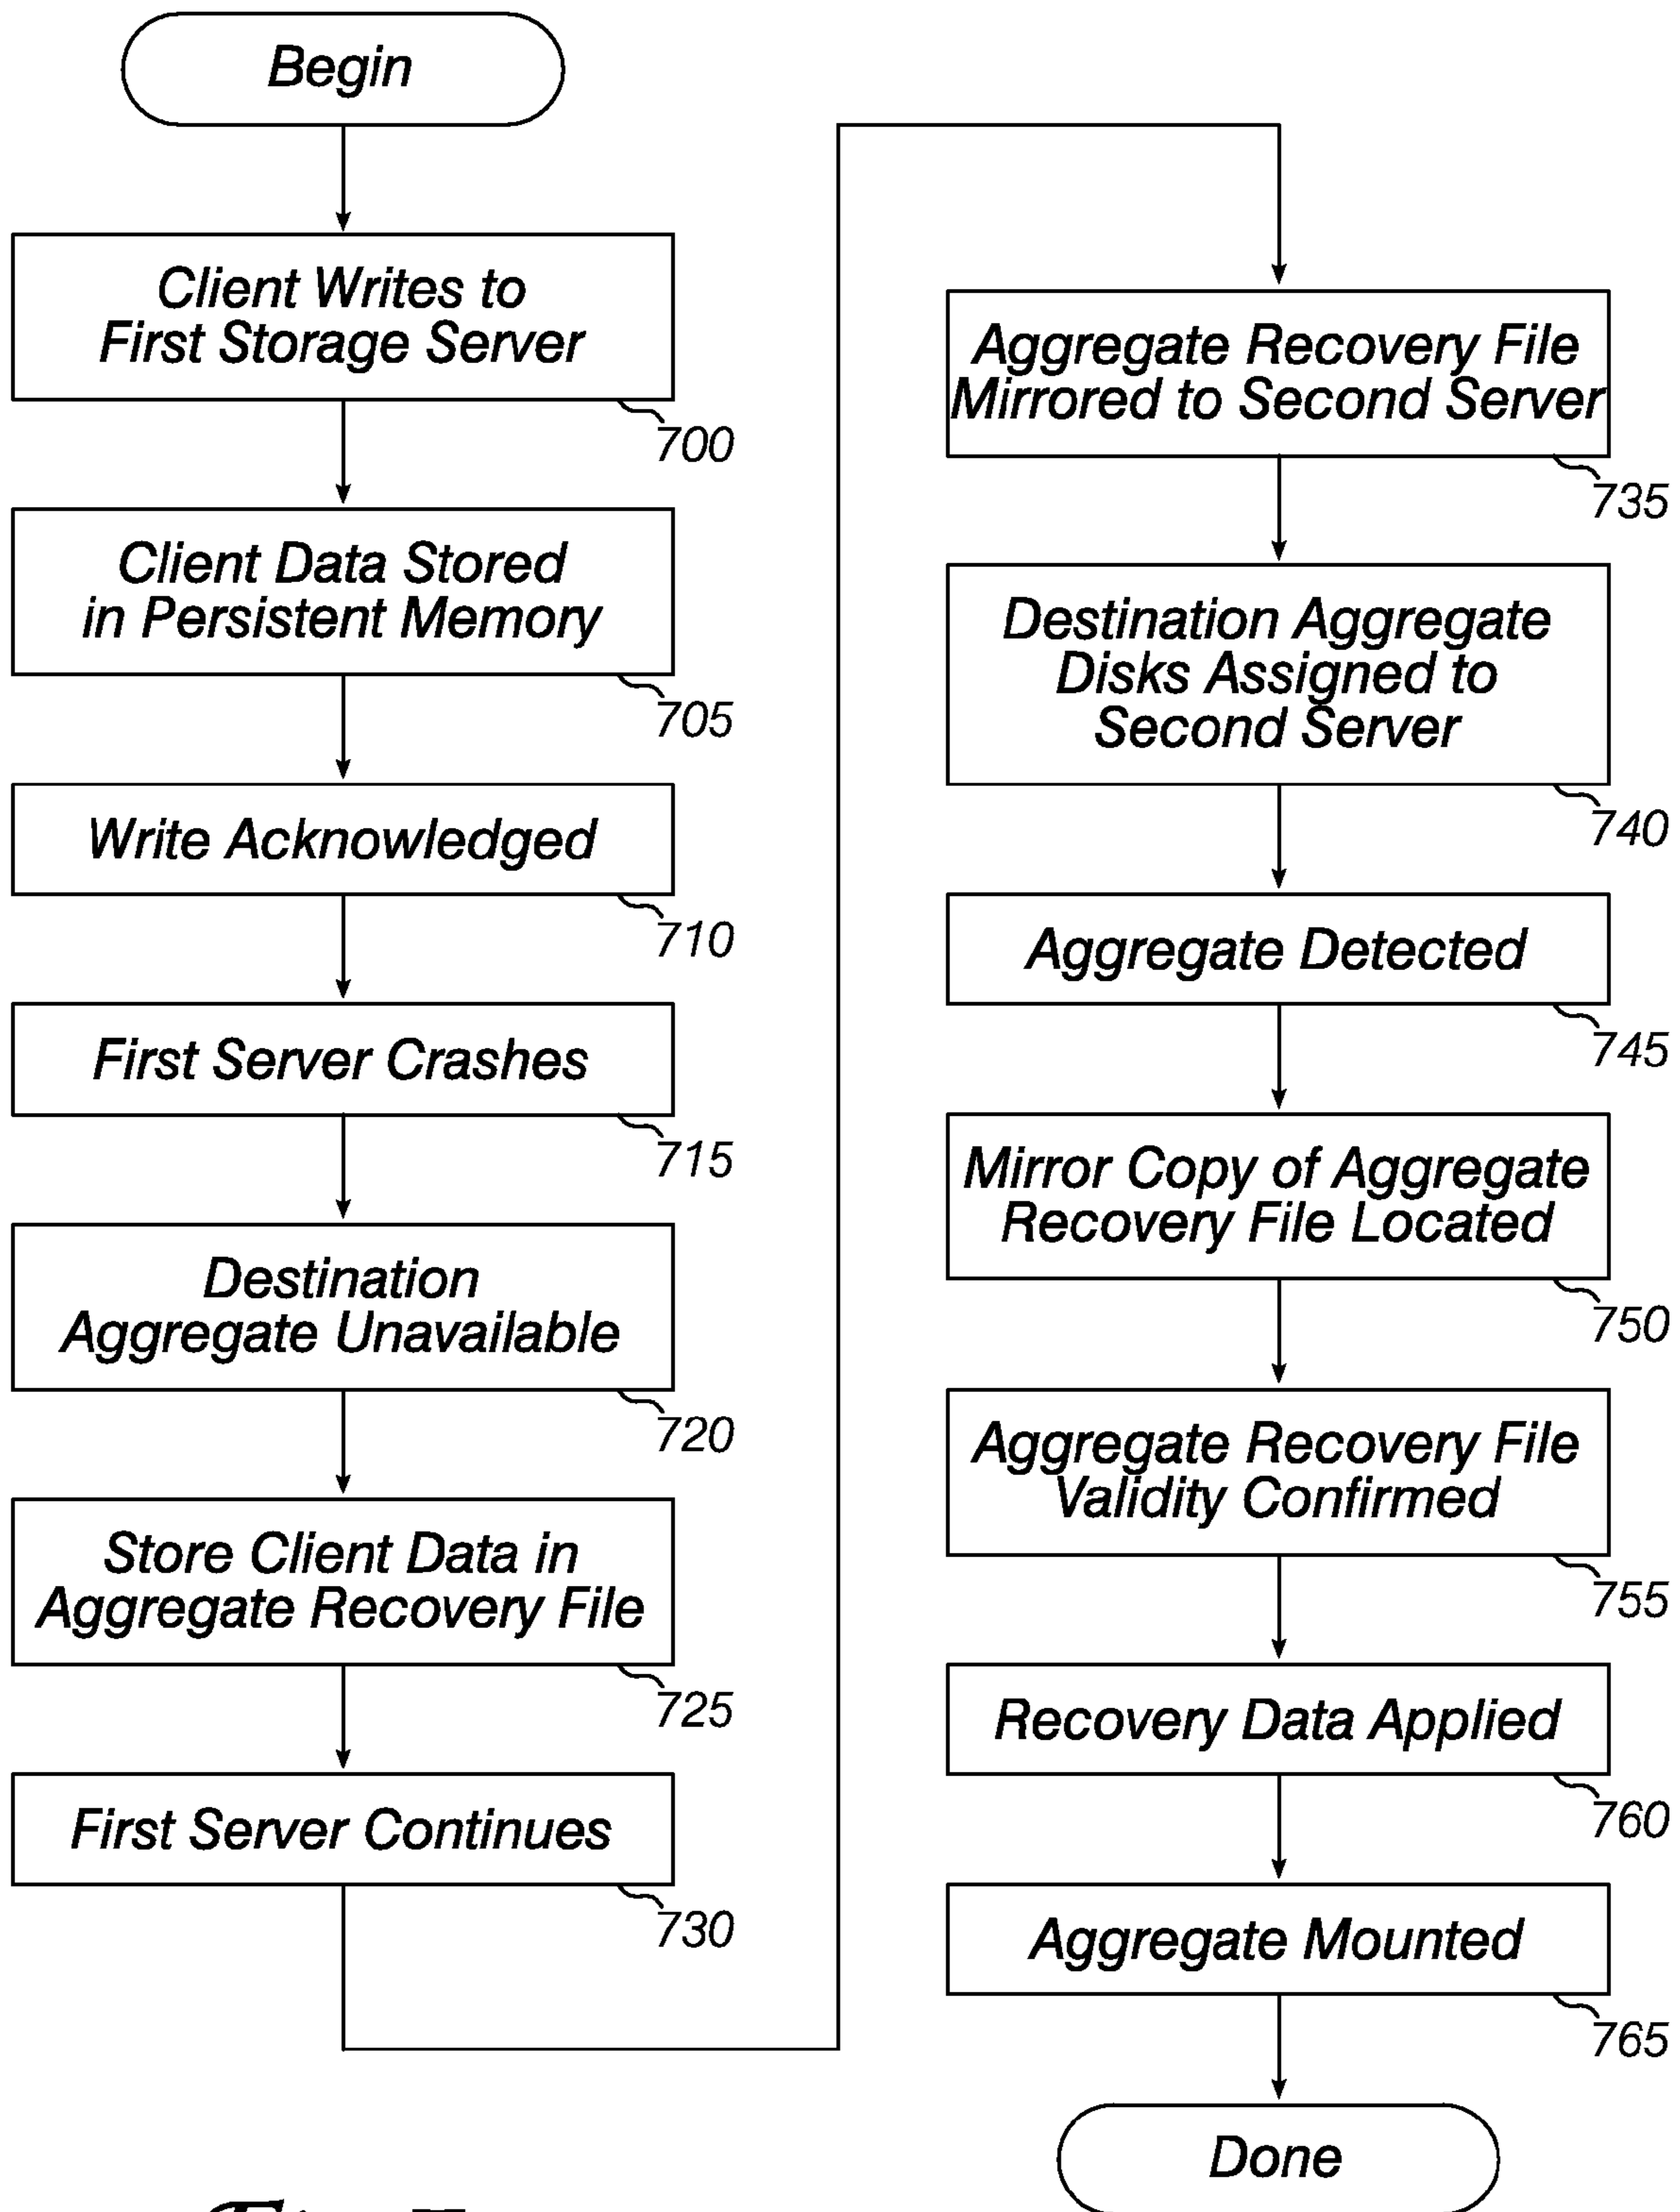 Begin
Client Writes to
First Storage Server
700
Client Data Stored
in Persistent Memory
705
Write Acknowledged
710
First Server Crashes
715
Destination
Aggregate Unavailable
720
Store Client Data in
Aggregate Recovery File
725
First Server Continues
730
Aggregate Recovery File
Mirrored to Second Server
735
Destination Aggregate
Disks Assigned to
Second Server
740
Aggregate Detected
745
Mirror Copy of Aggregate
Recovery File Located
750
Aggregate Recovery File
Validity Confirmed
755
Recovery Data Applied
760
Aggregate Mounted
765
Done